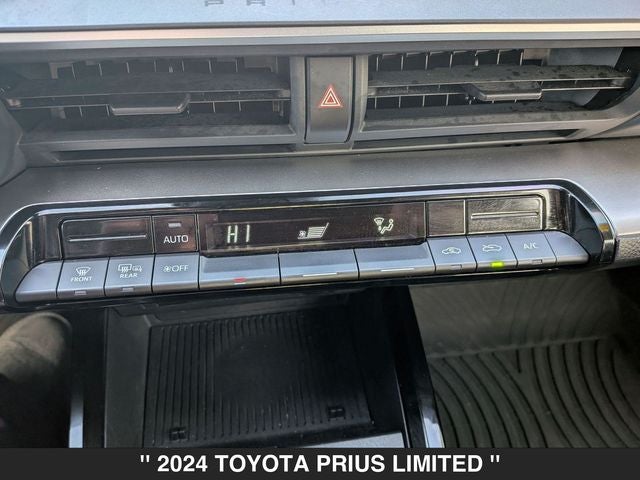 AUTO
HI
FRONT
REAR
OFF
A/C
" 2024 TOYOTA PRIUS LIMITED "